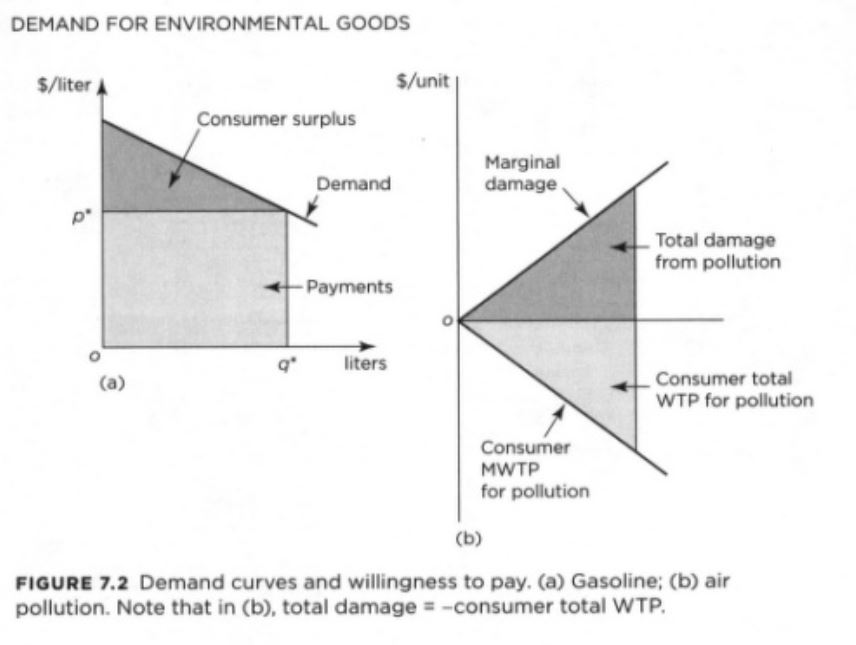 DEMAND FOR ENVIRONMENTAL GOODS
$/liter
Consumer surplus
Demand
p*
Payments
o
q*
liters
(a)
$/unit
Marginal
damage
Total damage
from pollution
o
Consumer total
WTP for pollution
Consumer
MWTP
for pollution
(b)
FIGURE 7.2 Demand curves and willingness to pay. (a) Gasoline; (b) air
pollution. Note that in (b), total damage = –consumer total WTP.